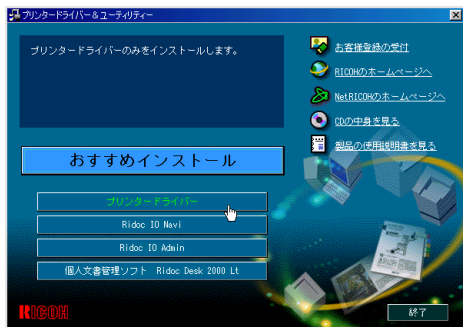 プリンタードライバー&ユーティリティー
プリンタードライバーのみをインストールします。
お客様登録の受付
RICOHのホームページへ
NetRICOHのホームページへ
CDの中身を見る
製品の使用説明書を見る
おすすめインストール
プリンタードライバー
Ridoc IO Navi
Ridoc IO Admin
個人文書管理ソフト Ridoc Desk 2000 Lt
RICOH
終了